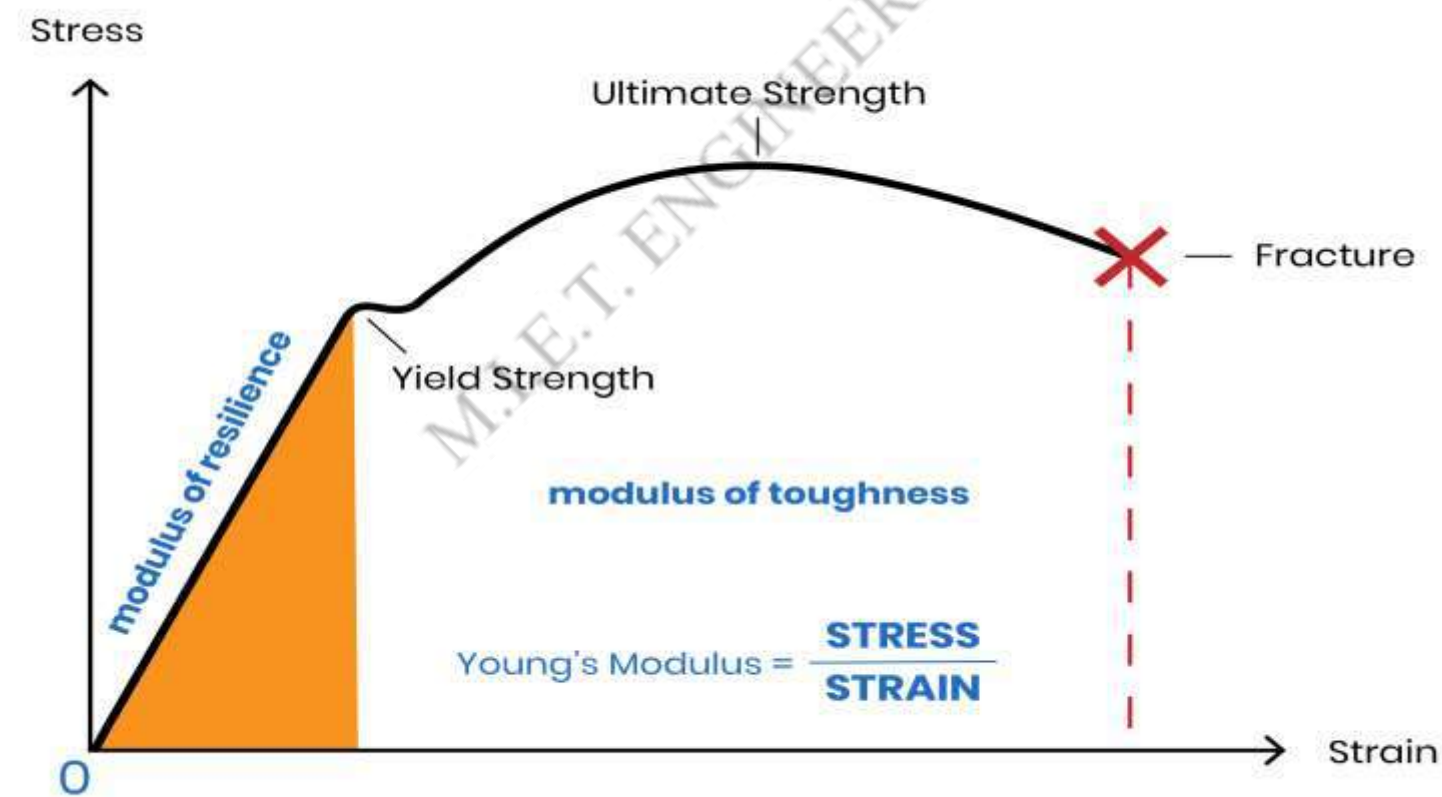 Stress
Ultimate Strength
Fracture
modulus of resilience
Yield Strength
modulus of toughness
Young's Modulus = STRESS
STRAIN
Strain
O
M.I.E.T. ENGINEER